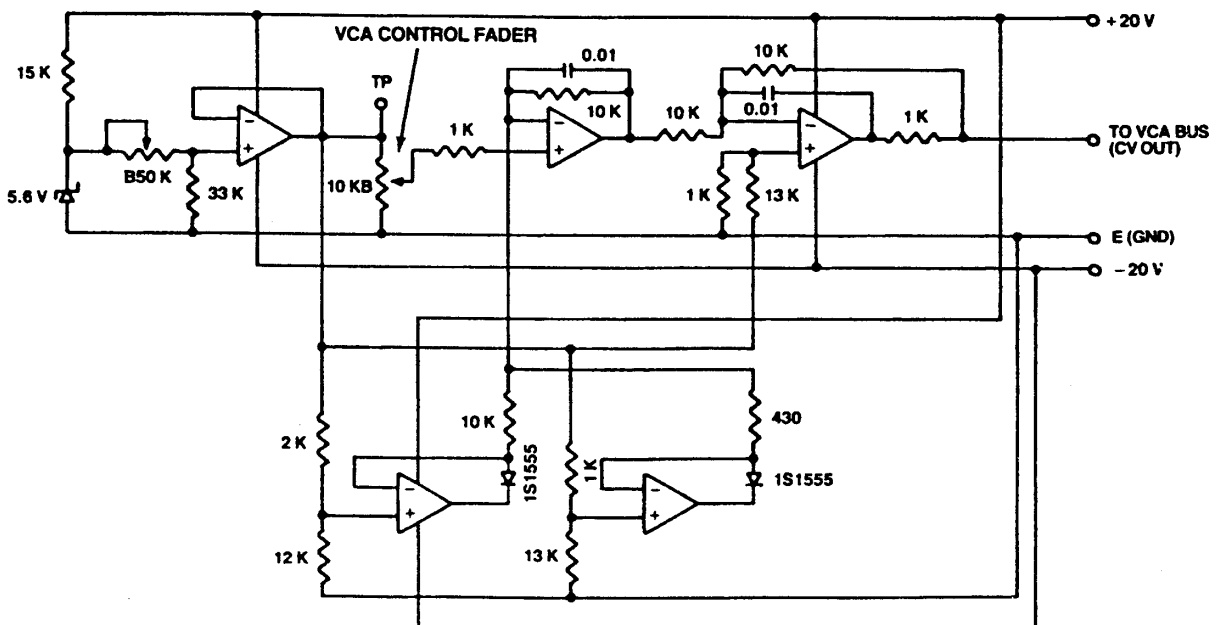 +20 V
VCA CONTROL FADER
0.01
10 K
15 K
TP
10 K
0.01
1 K
10 K
1 K
TO VCA BUS
(CV OUT)
B50 K
5.6 V
33 K
10 KB
1 K
13 K
E (GND)
−20 V
−
+
−
+
−
+
10 K
430
2 K
1S1555
1 K
1S1555
−
+
−
+
12 K
13 K